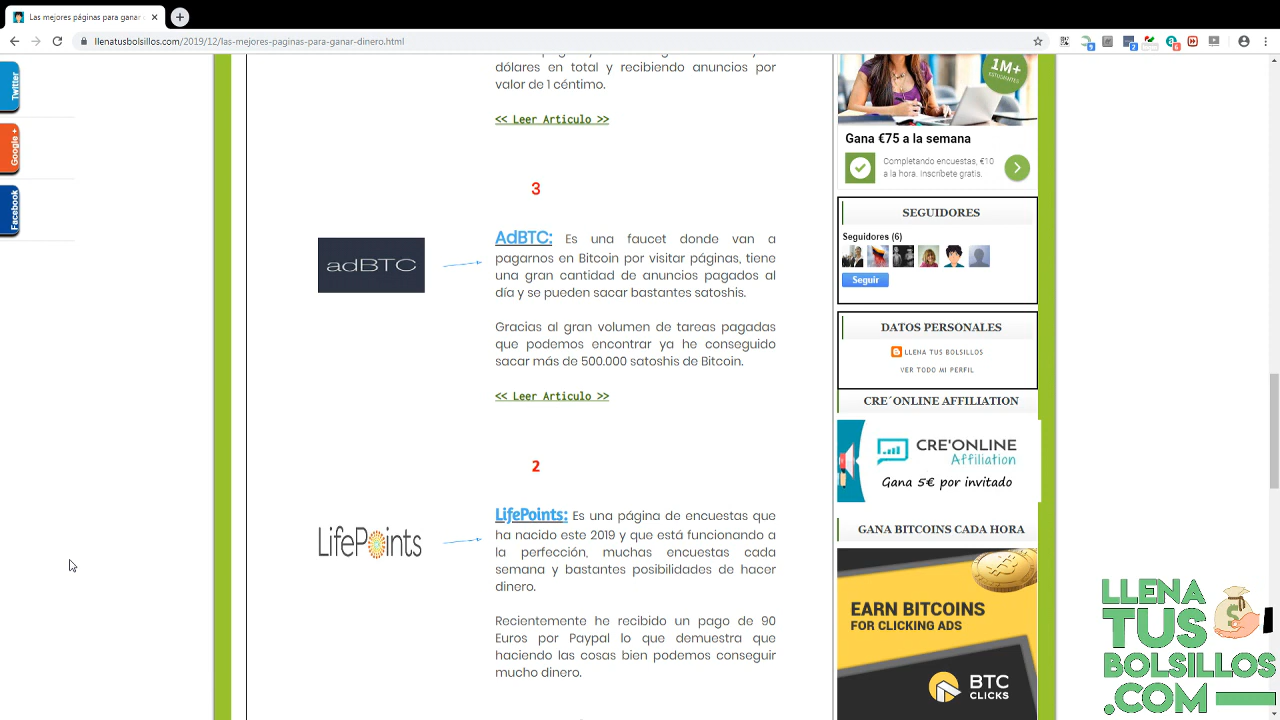 Las mejores páginas para ganar
llenatusbolsillos.com/2019/12/las-mejores-paginas-para-ganar-dinero.html
Twitter
Google +
Facebook
dólares en total y recibiendo anuncios por
valor de 1 céntimo.
<< Leer Articulo >>
3
adBTC
AdBTC: Es una faucet donde van a
pagarnos en Bitcoin por visitar páginas, tiene
una gran cantidad de anuncios pagados al
día y se pueden sacar bastantes satoshis.
Gracias al gran volumen de tareas pagadas
que podemos encontrar ya he conseguido
sacar más de 500.000 satoshis de Bitcoin.
<< Leer Articulo >>
2
LifePoints
LifePoints: Es una página de encuestas que
ha nacido este 2019 y que está funcionando a
la perfección, muchas encuestas cada
semana y bastantes posibilidades de hacer
dinero.
Recientemente he recibido un pago de 90
Euros por Paypal lo que demuestra que
haciendo las cosas bien podemos conseguir
mucho dinero.
1M+
ESTUDIANTES
Gana €75 a la semana
Completando encuestas, €10
a la hora. Inscríbete gratis.
SEGUIDORES
Seguidores (6)
Seguir
DATOS PERSONALES
LLENA TUS BOLSILLOS
VER TODO MI PERFIL
CRE´ONLINE AFFILIATION
CRE'ONLINE
Affiliation
Gana 5€ por invitado
GANA BITCOINS CADA HORA
EARN BITCOINS
FOR CLICKING ADS
BTC
CLICKS
LLENA
TUS
BOLSILLOS
.COM